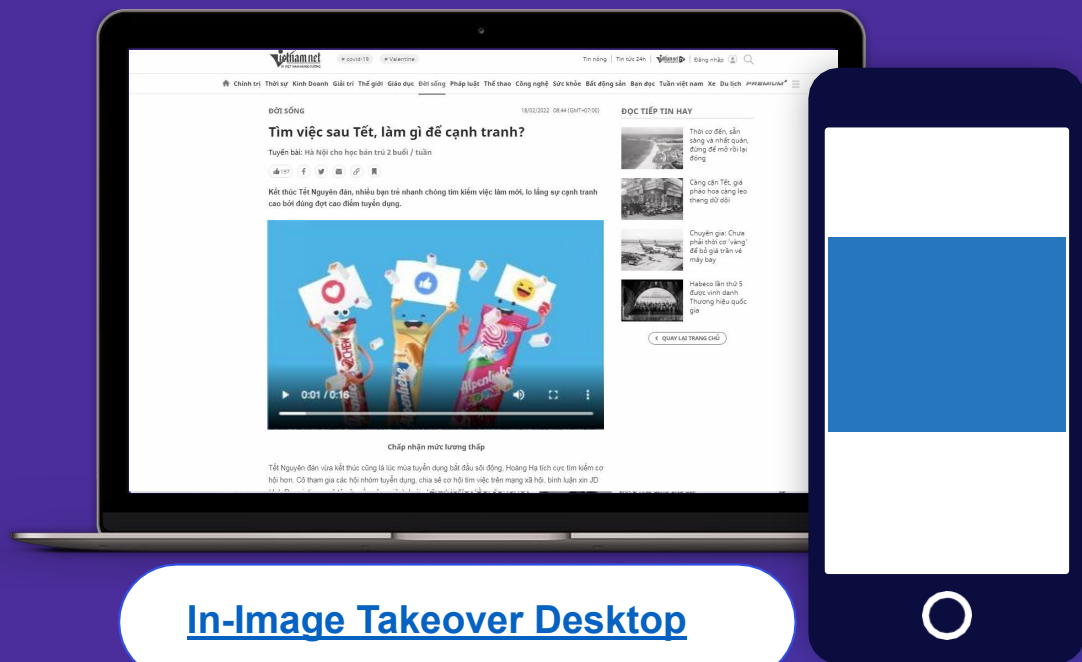 Vietnam.net
# covid-19 # Valentine
Tin nóng | Tin tức 24h | Đăng nhập
Chính trị Thời sự Kinh Doanh Giải trí Thế giới Giáo dục Đời sống Pháp luật Thể thao Công nghệ Sức khỏe Bất động sản Bạn đọc Tuần việt nam Xe Du lịch PREMIUM
ĐỜI SỐNG
18/02/2022 08:44 (GMT+07:00)
Tìm việc sau Tết, làm gì để cạnh tranh?
Tuyến bài: Hà Nội cho học bán trú 2 buổi / tuần
197
Kết thúc Tết Nguyên đán, nhiều bạn trẻ nhanh chóng tìm kiếm việc làm mới, lo lắng sự cạnh tranh
cao bởi đúng đợt cao điểm tuyển dụng.
Alpenliebe
0:01 / 0:16
Chấp nhận mức lương thấp
Tết Nguyên đán vừa kết thúc cũng là lúc mùa tuyển dụng bắt đầu sôi động, Hoàng Hạ tích cực tìm kiếm cơ
hội hơn. Cô tham gia các hội nhóm tuyển dụng, chia sẻ cơ hội tìm việc trên mạng xã hội, bình luận xin JD
ĐỌC TIẾP TIN HAY
Thời cơ đến, sẵn
sàng và nhất quán,
đừng để mở rồi lại
đóng
Càng cận Tết, giá
pháo hoa càng leo
thang dữ dội
Chuyên gia: Chưa
phải thời cơ 'vàng'
để bỏ giá trần vé
máy bay
Habeco lần thứ 5
được vinh danh
Thương hiệu quốc
gia
QUAY LẠI TRANG CHỦ
In-Image Takeover Desktop